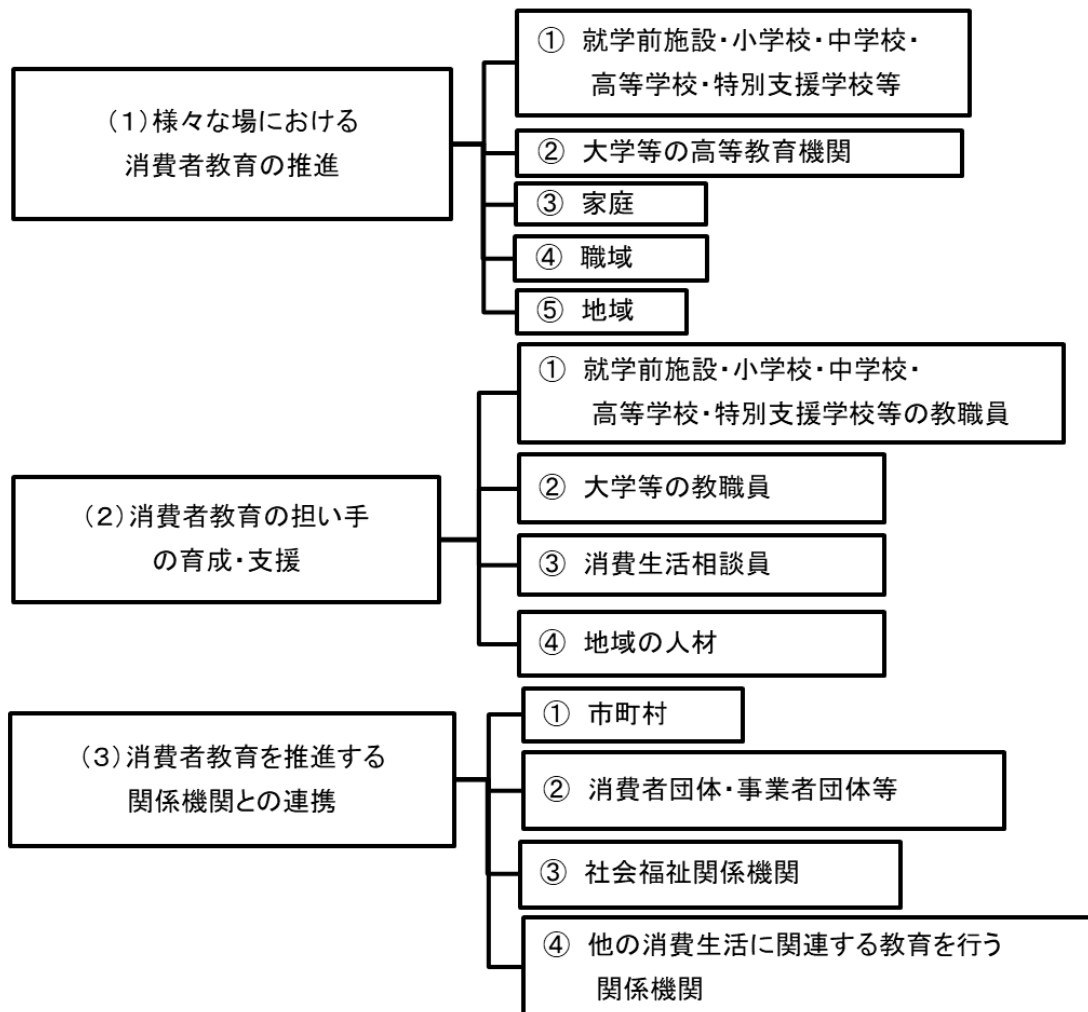 (1)様々な場における
消費者教育の推進
① 就学前施設・小学校・中学校・
高等学校・特別支援学校等
② 大学等の高等教育機関
③ 家庭
④ 職域
⑤ 地域
(2)消費者教育の担い手
の育成・支援
① 就学前施設・小学校・中学校・
高等学校・特別支援学校等の教職員
② 大学等の教職員
③ 消費生活相談員
④ 地域の人材
(3)消費者教育を推進する
関係機関との連携
① 市町村
② 消費者団体・事業者団体等
③ 社会福祉関係機関
④ 他の消費生活に関連する教育を行う
関係機関